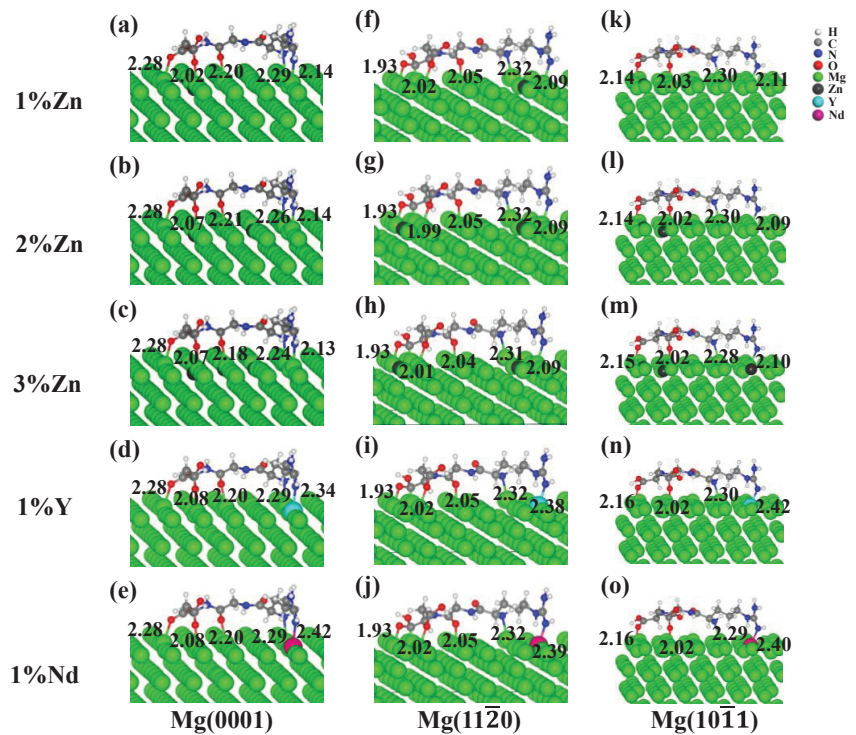 (a) (f) (k)
H
C
N
O
Mg
Zn
Y
Nd
1%Zn
2.28 2.02 2.20 2.29 2.14
1.93 2.02 2.05 2.32 2.09
2.14 2.03 2.30 2.11
(b) (g) (l)
2%Zn
2.28 2.07 2.21 2.26 2.14
1.93 1.99 2.05 2.32 2.09
2.14 2.02 2.30 2.09
(c) (h) (m)
3%Zn
2.28 2.07 2.18 2.24 2.13
1.93 2.01 2.04 2.31 2.09
2.15 2.02 2.28 2.10
(d) (i) (n)
1%Y
2.28 2.08 2.20 2.29 2.34
1.93 2.02 2.05 2.32 2.38
2.16 2.02 2.30 2.42
(e) (j) (o)
1%Nd
2.28 2.08 2.20 2.29 2.42
1.93 2.02 2.05 2.32 2.39
2.16 2.02 2.29 2.40
Mg(0001) Mg(112̅0) Mg(101̅1)